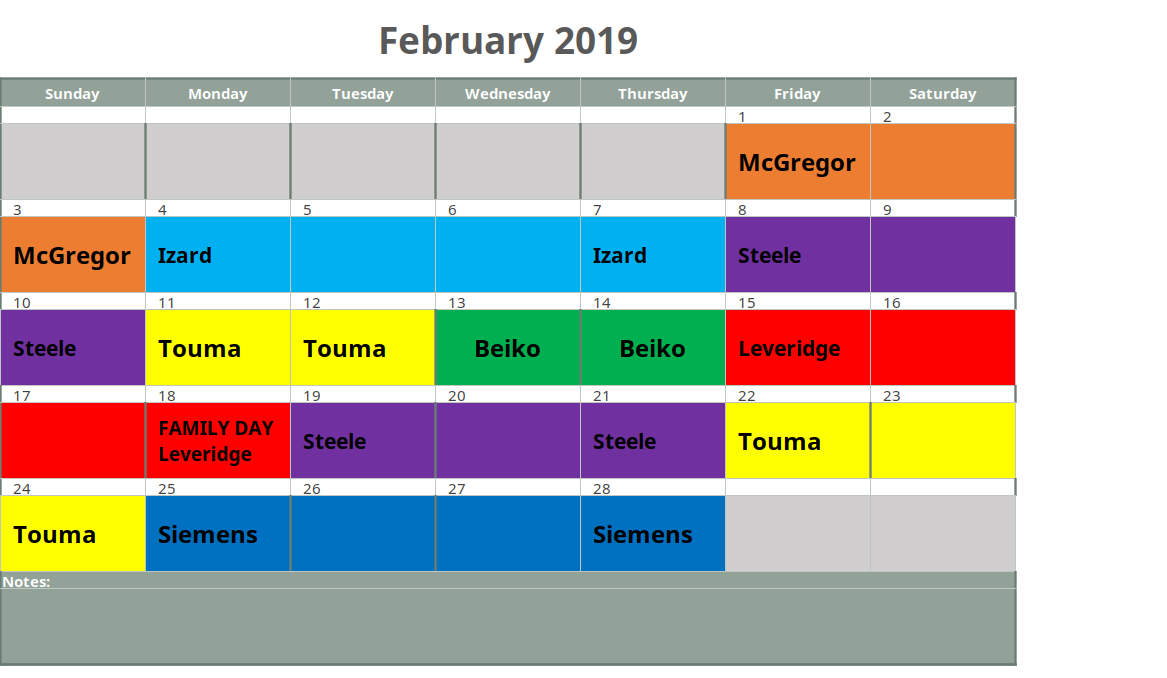 February 2019
Sunday Monday Tuesday Wednesday Thursday Friday Saturday
1 2
McGregor
3 4 5 6 7 8 9
McGregor Izard Izard Steele
10 11 12 13 14 15 16
Steele Touma Touma Beiko Beiko Leveridge
17 18 19 20 21 22 23
FAMILY DAY
Leveridge Steele Steele Touma
24 25 26 27 28
Touma Siemens Siemens
Notes: